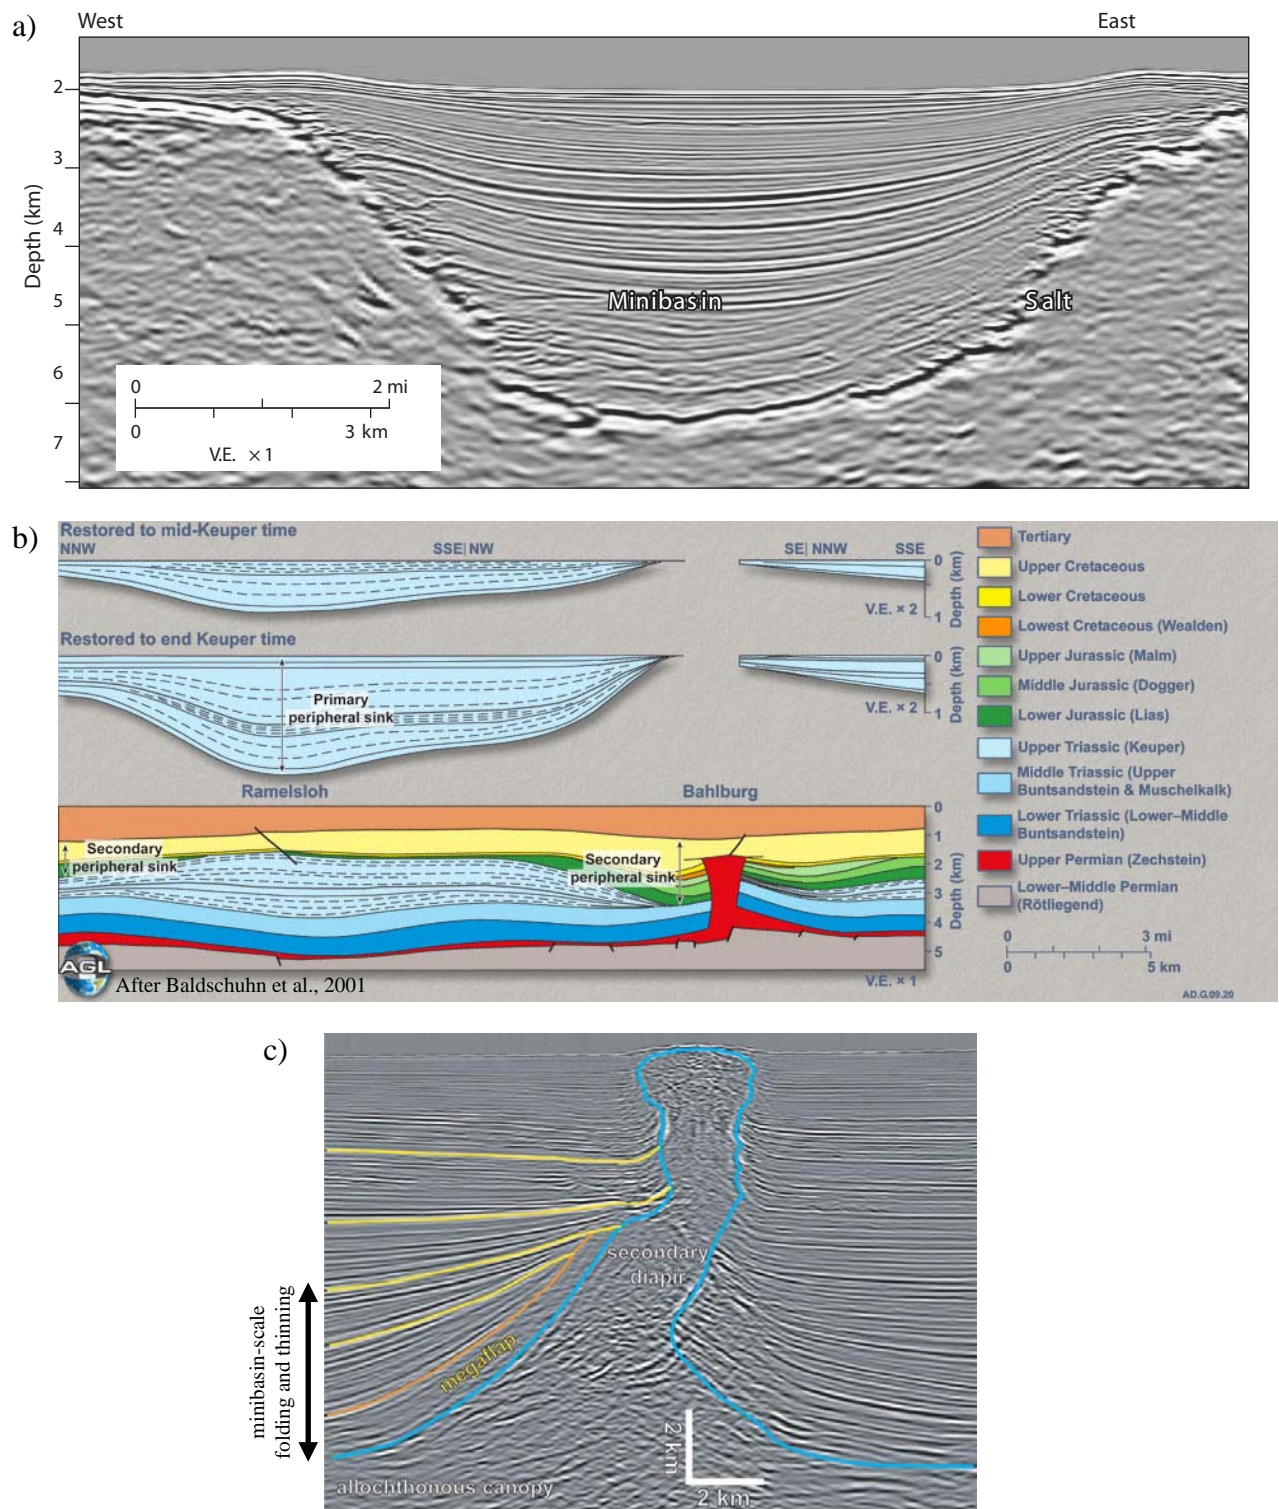 a)
West
East
Depth (km)
2
3
4
5
6
7
Minibasin
Salt
0
2 mi
0
3 km
V.E. × 1
b)
Restored to mid-Keuper time
NNW
SSE| NW
SE| NNW
SSE
0
Depth (km)
V.E. × 2
1
Restored to end Keuper time
0
Primary
peripheral sink
1
V.E. × 2
Depth (km)
Ramelsloh
Bahlburg
0
Secondary
peripheral sink
Secondary
peripheral sink
1
2
3
4
5
Depth (km)
AGL
After Baldschuhn et al., 2001
V.E. × 1
Tertiary
Upper Cretaceous
Lower Cretaceous
Lowest Cretaceous (Wealden)
Upper Jurassic (Malm)
Middle Jurassic (Dogger)
Lower Jurassic (Lias)
Upper Triassic (Keuper)
Middle Triassic (Upper
Buntsandstein & Muschelkalk)
Lower Triassic (Lower–Middle
Buntsandstein)
Upper Permian (Zechstein)
Lower–Middle Permian
(Rötliegend)
0
3 mi
0
5 km
AD.G.09.20
c)
secondary
diapir
megaflap
minibasin-scale
folding and thinning
2 km
2 km
allochthonous canopy